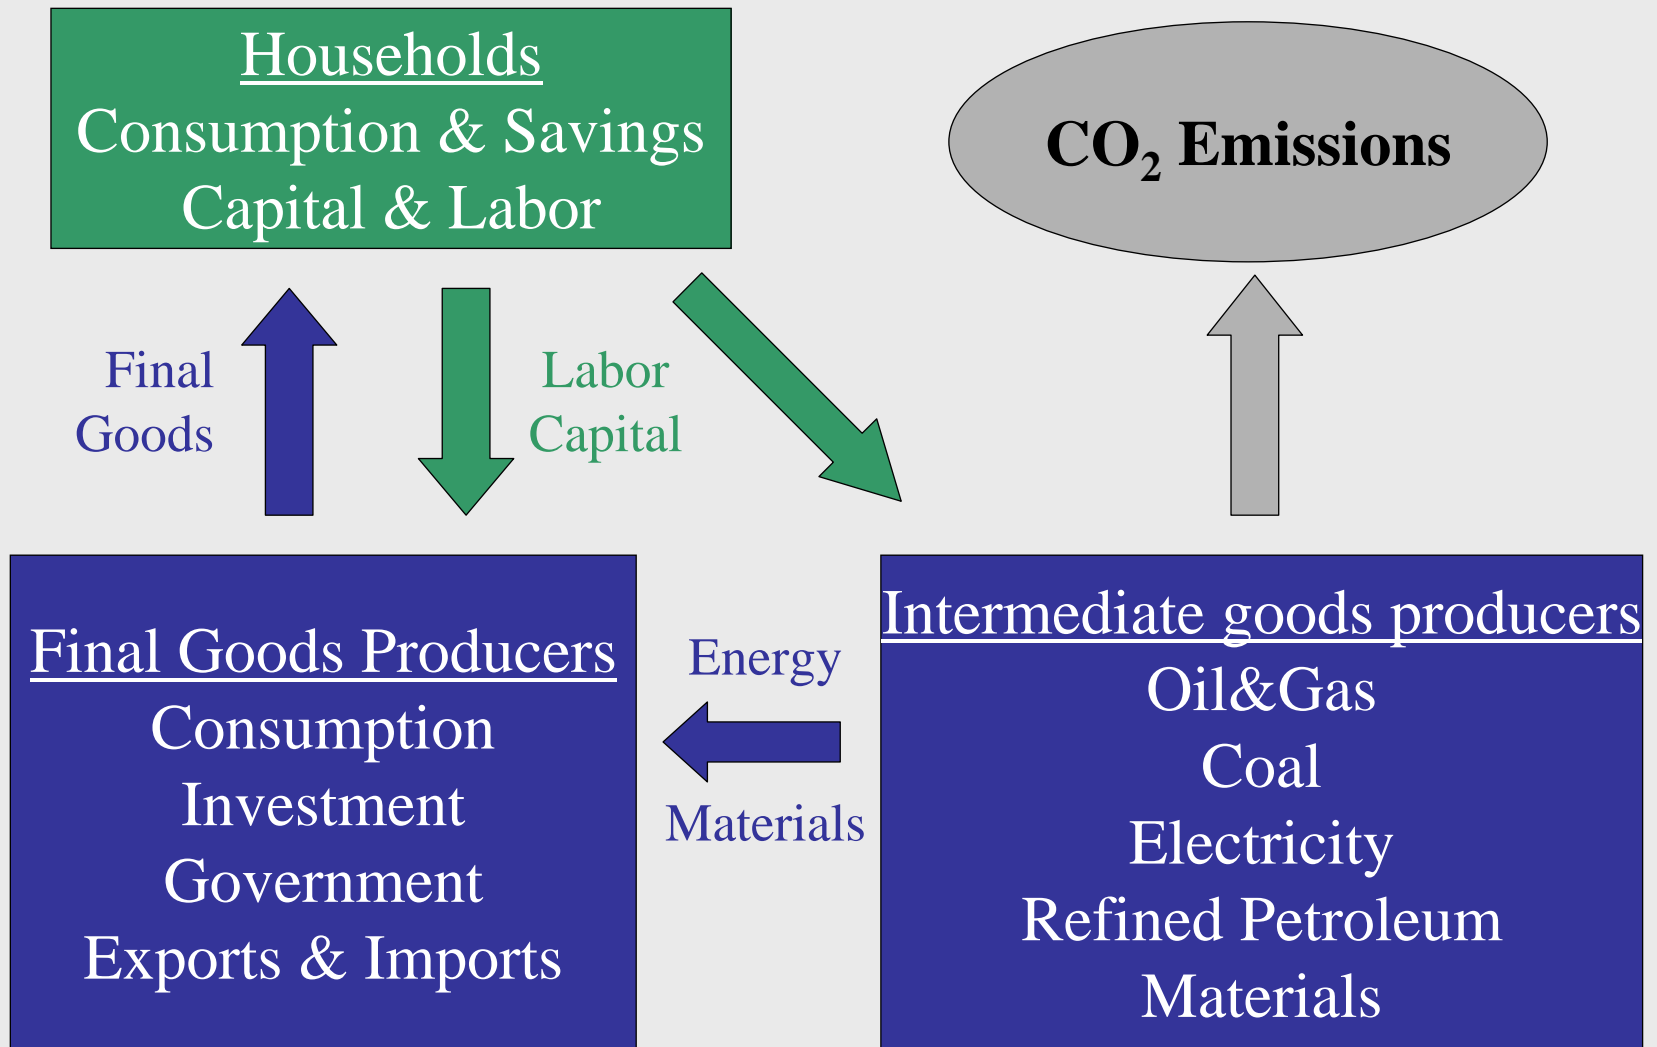 Households
Consumption & Savings
Capital & Labor
CO₂ Emissions
Final
Goods
Labor
Capital
Final Goods Producers
Consumption
Investment
Government
Exports & Imports
Energy
Materials
Intermediate goods producers
Oil&Gas
Coal
Electricity
Refined Petroleum
Materials